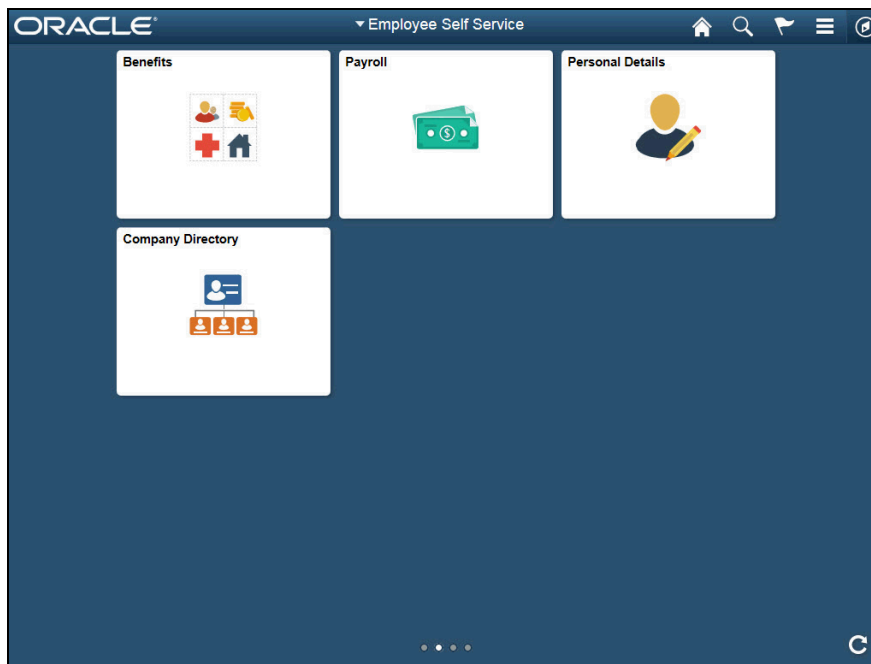 ORACLE®
Employee Self Service
Benefits
Payroll
Personal Details
$
Company Directory